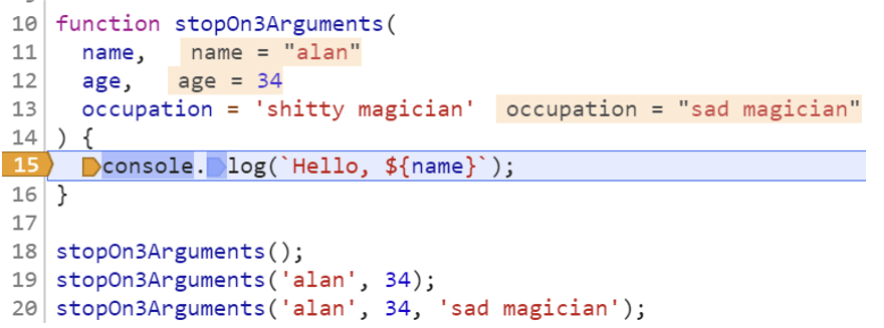 10 function stopOn3Arguments(
11 name, name = "alan"
12 age, age = 34
13 occupation = 'shitty magician' occupation = "sad magician"
14 ) {
15 console.log(`Hello, ${name}`);
16 }
17
18 stopOn3Arguments();
19 stopOn3Arguments('alan', 34);
20 stopOn3Arguments('alan', 34, 'sad magician');